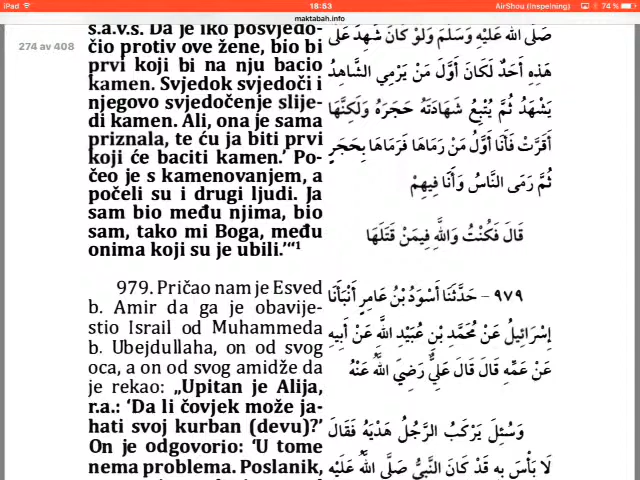 iPad 18:53 AirShou (Inspelning) 74 %
maktabah.info
274 av 408
s.a.v.s. Da je iko posvjedo-
čio protiv ove žene, bio bi
prvi koji bi na nju bacio
kamen. Svjedok svjedoči i
njegovo svjedočenje slije-
di kamen. Ali, ona je sama
priznala, te ću ja biti prvi
koji će baciti kamen.’ Po-
čeo je s kamenovanjem, a
počeli su i drugi ljudi. Ja
sam bio među njima, bio
sam, tako mi Boga, među
onima koji su je ubili.’“1
979. Pričao nam je Esved
b. Amir da ga je obavije-
stio Israil od Muhammeda
b. Ubejdullaha, on od svog
oca, a on od svog amidže da
je rekao: „Upitan je Alija,
r.a.: ‘Da li čovjek može ja-
hati svoj kurban (devu)?’
On je odgovorio: ‘U tome
nema problema. Poslanik,
صَلَّى اللهُ عَلَيْهِ وَسَلَّمَ وَلَوْ كَانَ شَهِدَ عَلَى
هَذِهِ أَحَدٌ لَكَانَ أَوَّلَ مَنْ يَرْمِي الشَّاهِدُ
يَشْهَدُ ثُمَّ يُتْبِعُ شَهَادَتَهُ حَجَرَهُ وَلَكِنَّهَا
أَقَرَّتْ فَأَنَا أَوَّلُ مَنْ رَمَاهَا فَرَمَاهَا بِحَجَرٍ
ثُمَّ رَمَى النَّاسُ وَأَنَا فِيهِمْ
قَالَ فَكُنْتُ وَاللهِ فِيمَنْ قَتَلَهَا
٩٧٩ – حَدَّثَنَا أَسْوَدُ بْنُ عَامِرٍ أَنْبَأَنَا
إِسْرَائِيلُ عَنْ مُحَمَّدِ بْنِ عُبَيْدِ اللهِ عَنْ أَبِيهِ
عَنْ عَمِّهِ قَالَ قَالَ عَلِيٌّ رَضِيَ اللهُ عَنْهُ
وَسُئِلَ يَرْكَبُ الرَّجُلُ هَدْيَهُ فَقَالَ
لَا بَأْسَ بِهِ قَدْ كَانَ النَّبِيُّ صَلَّى اللهُ عَلَيْهِ